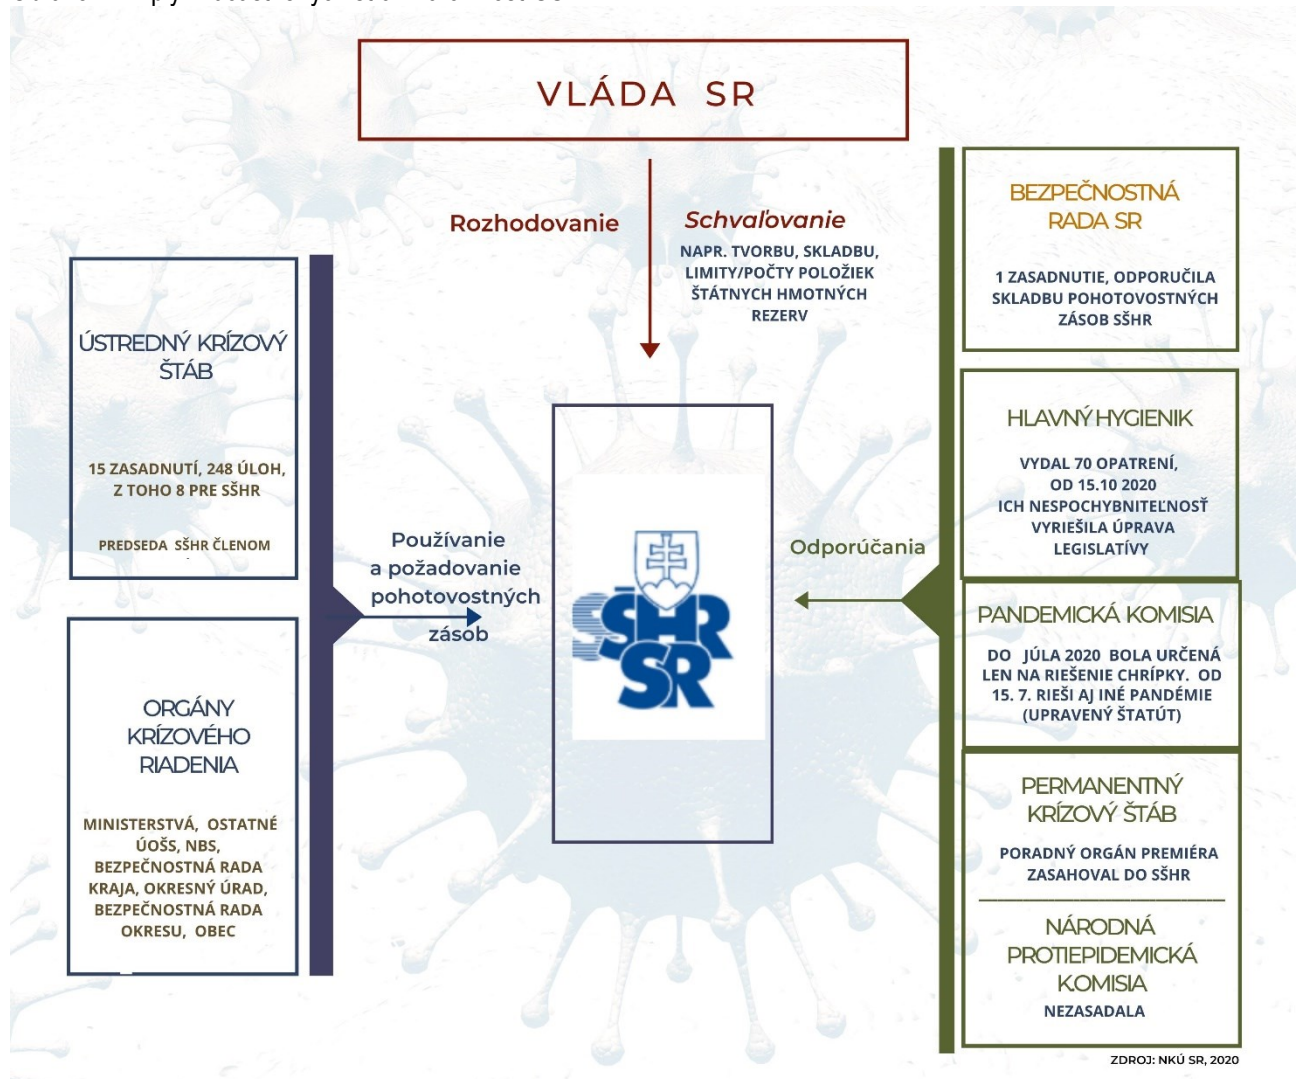 VLÁDA SR
Rozhodovanie
Schvaľovanie
NAPR. TVORBU, SKLADBU,
LIMITY/POČTY POLOŽIEK
ŠTÁTNYCH HMOTNÝCH
REZERV
ÚSTREDNÝ KRÍZOVÝ
ŠTÁB
15 ZASADNUTÍ, 248 ÚLOH,
Z TOHO 8 PRE SŠHR
PREDSEDA SŠHR ČLENOM
ORGÁNY
KRÍZOVÉHO
RIADENIA
MINISTERSTVÁ, OSTATNÉ
ÚOŠS, NBS,
BEZPEČNOSTNÁ RADA
KRAJA, OKRESNÝ ÚRAD,
BEZPEČNOSTNÁ RADA
OKRESU, OBEC
Používanie
a požadovanie
pohotovostných
zásob
SŠHR
SR
Odporúčania
BEZPEČNOSTNÁ
RADA SR
1 ZASADNUTIE, ODPORUČILA
SKLADBU POHOTOVOSTNÝCH
ZÁSOB SŠHR
HLAVNÝ HYGIENIK
VYDAL 70 OPATRENÍ,
OD 15.10 2020
ICH NESPOCHYBNITEĽNOSŤ
VYRIEŠILA ÚPRAVA
LEGISLATÍVY
PANDEMICKÁ KOMISIA
DO JÚLA 2020 BOLA URČENÁ
LEN NA RIEŠENIE CHRÍPKY. OD
15. 7. RIEŠI AJ INÉ PANDÉMIE
(UPRAVENÝ ŠTATÚT)
PERMANENTNÝ
KRÍZOVÝ ŠTÁB
PORADNÝ ORGÁN PREMIÉRA
ZASAHOVAL DO SŠHR
NÁRODNÁ
PROTIEPIDEMICKÁ
KOMISIA
NEZASADALA
ZDROJ: NKÚ SR, 2020